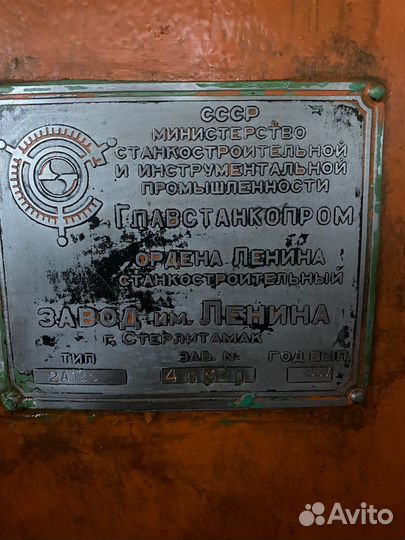 СССР
МИНИСТЕРСТВО
СТАНКОСТРОИТЕЛЬНОЙ
И ИНСТРУМЕНТАЛЬНОЙ
ПРОМЫШЛЕННОСТИ
ГЛАВСТАНКОПРОМ
ОРДЕНА ЛЕНИНА
СТАНКОСТРОИТЕЛЬНЫЙ
ЗАВОД ИМ. ЛЕНИНА
Г. СТЕРЛИТАМАК
ТИП ЗАВ. № ГОД ВЫП.
Avito